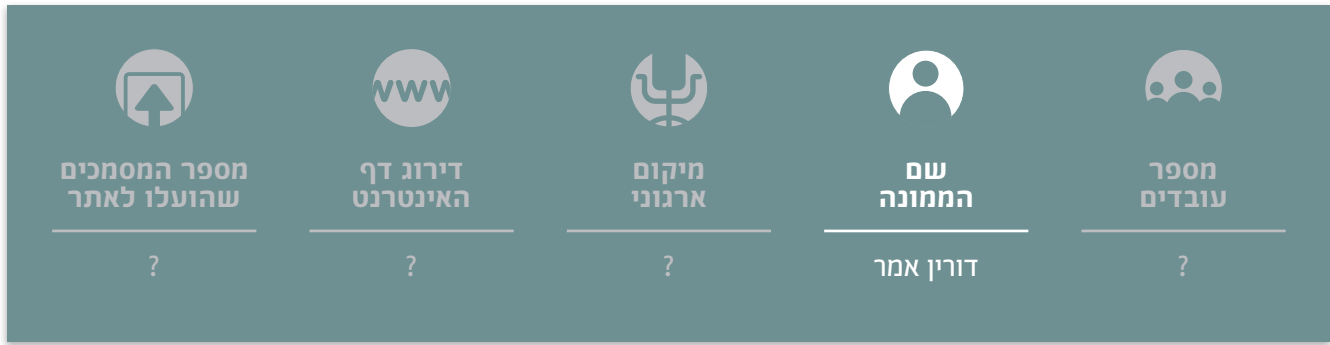 מספר
עובדים
?
שם
הממונה
דורין אמר
מיקום
ארגוני
?
דירוג דף
האינטרנט
?
www
מספר המסמכים
שהועלו לאתר
?